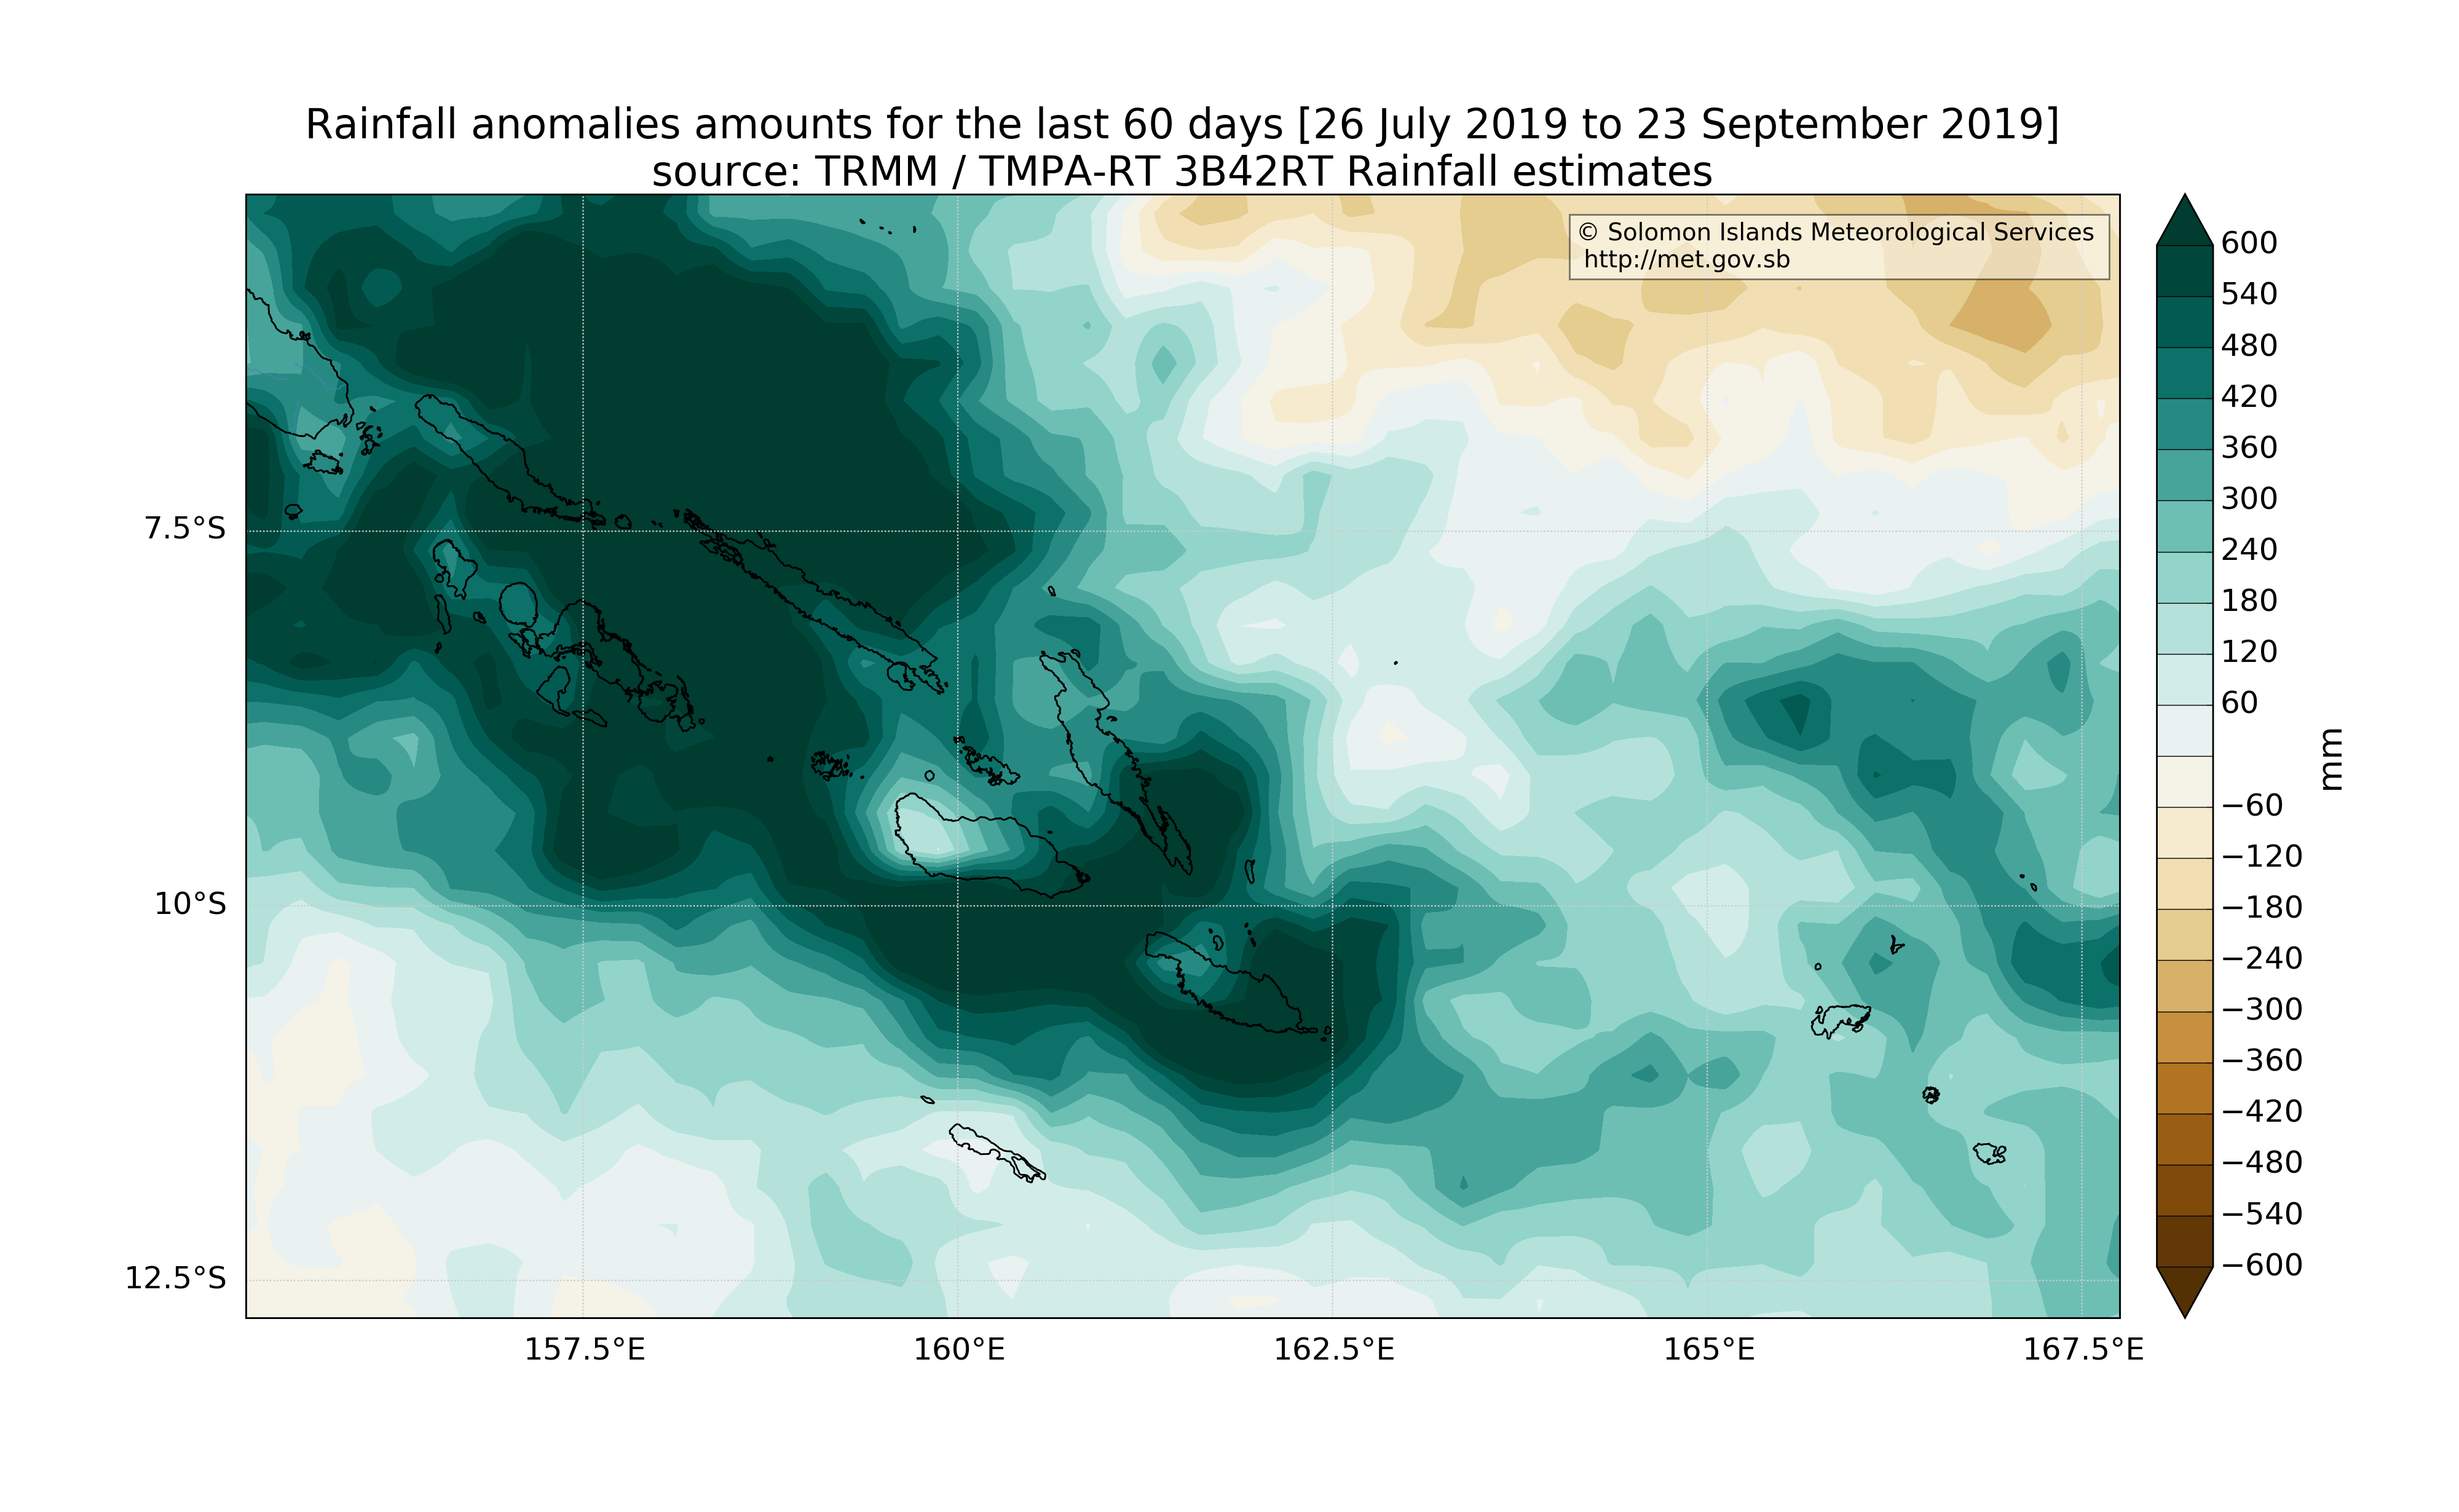 Rainfall anomalies amounts for the last 60 days [26 July 2019 to 23 September 2019]
source: TRMM / TMPA-RT 3B42RT Rainfall estimates
© Solomon Islands Meteorological Services
http://met.gov.sb
7.5°S
10°S
12.5°S
157.5°E
160°E
162.5°E
165°E
167.5°E
600
540
480
420
360
300
240
180
120
60
−60
−120
−180
−240
−300
−360
−420
−480
−540
−600
mm